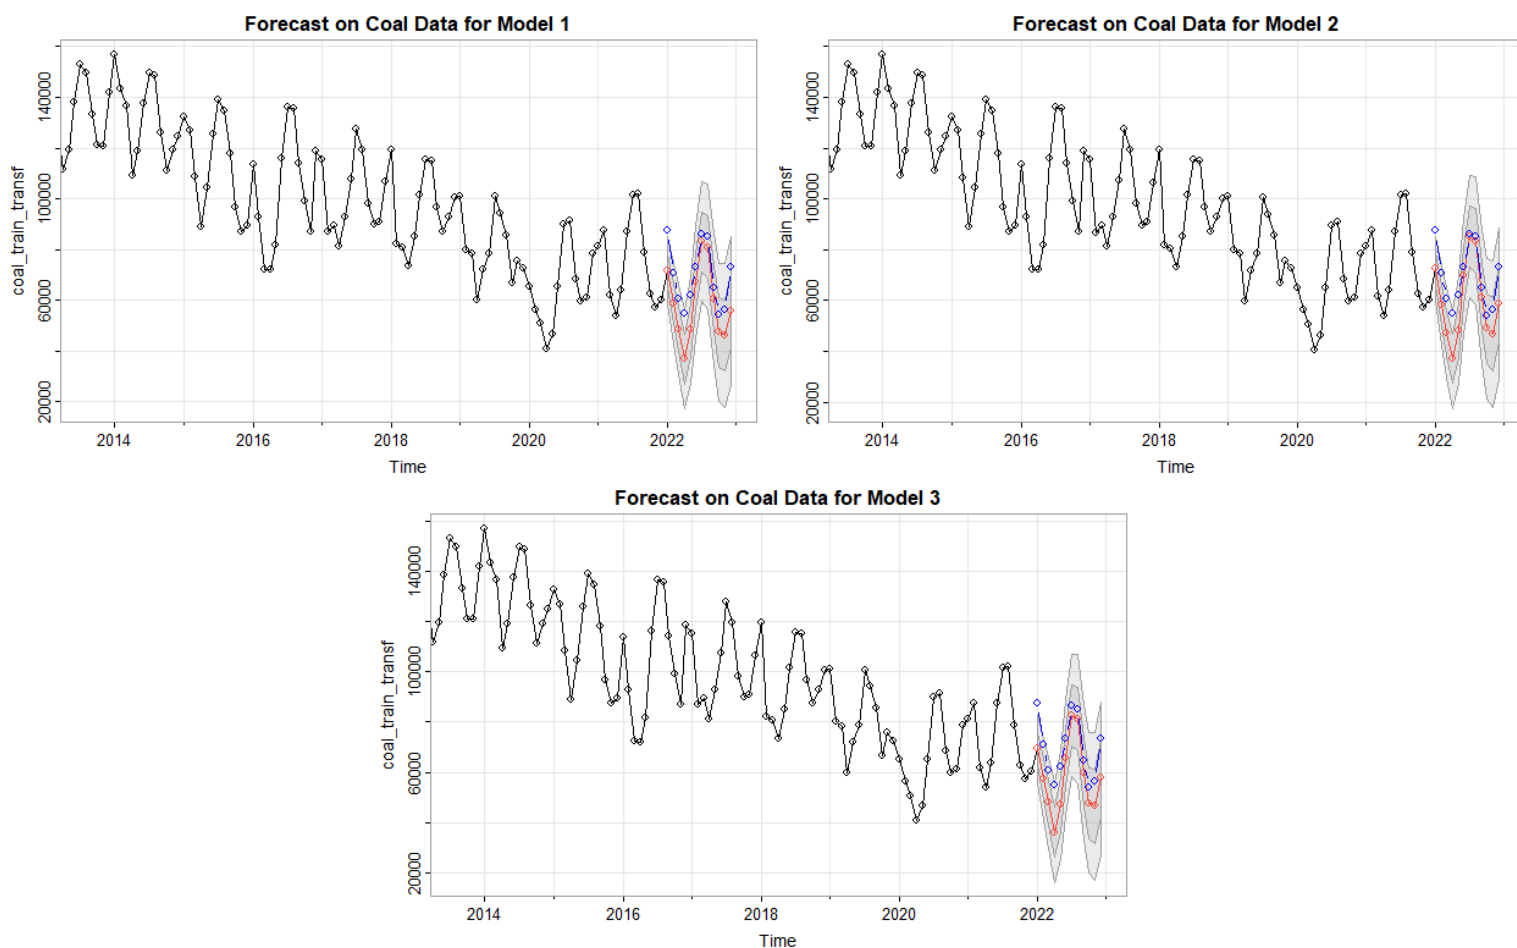 Forecast on Coal Data for Model 1
coal_train_transf
140000
100000
60000
20000
2014 2016 2018 2020 2022
Time
Forecast on Coal Data for Model 2
coal_train_transf
140000
100000
60000
20000
2014 2016 2018 2020 2022
Time
Forecast on Coal Data for Model 3
coal_train_transf
140000
100000
60000
20000
2014 2016 2018 2020 2022
Time